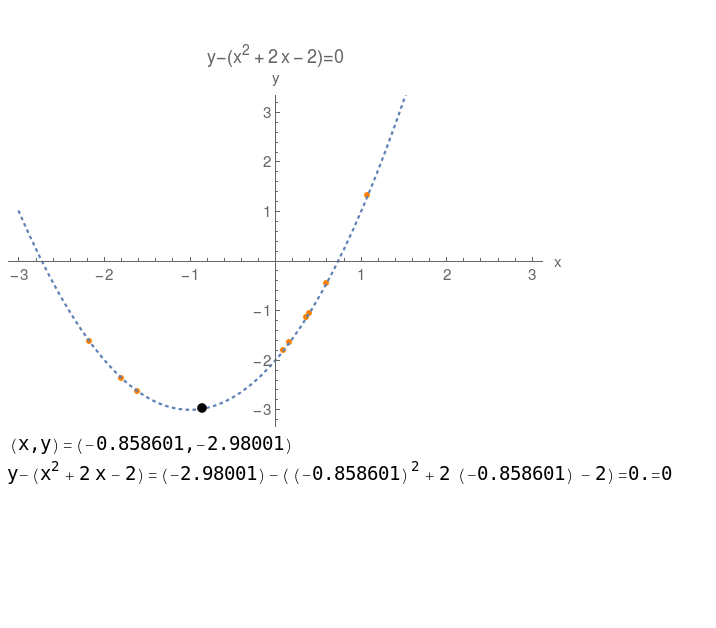 y−(x² + 2 x − 2)=0
y
3
2
1
−3 −2 −1 1 2 3 x
−1
−2
−3
(x,y) = (−0.858601,−2.98001)
y− (x² + 2 x − 2) = (−2.98001) − ( (−0.858601)² + 2 (−0.858601) − 2) =0.=0